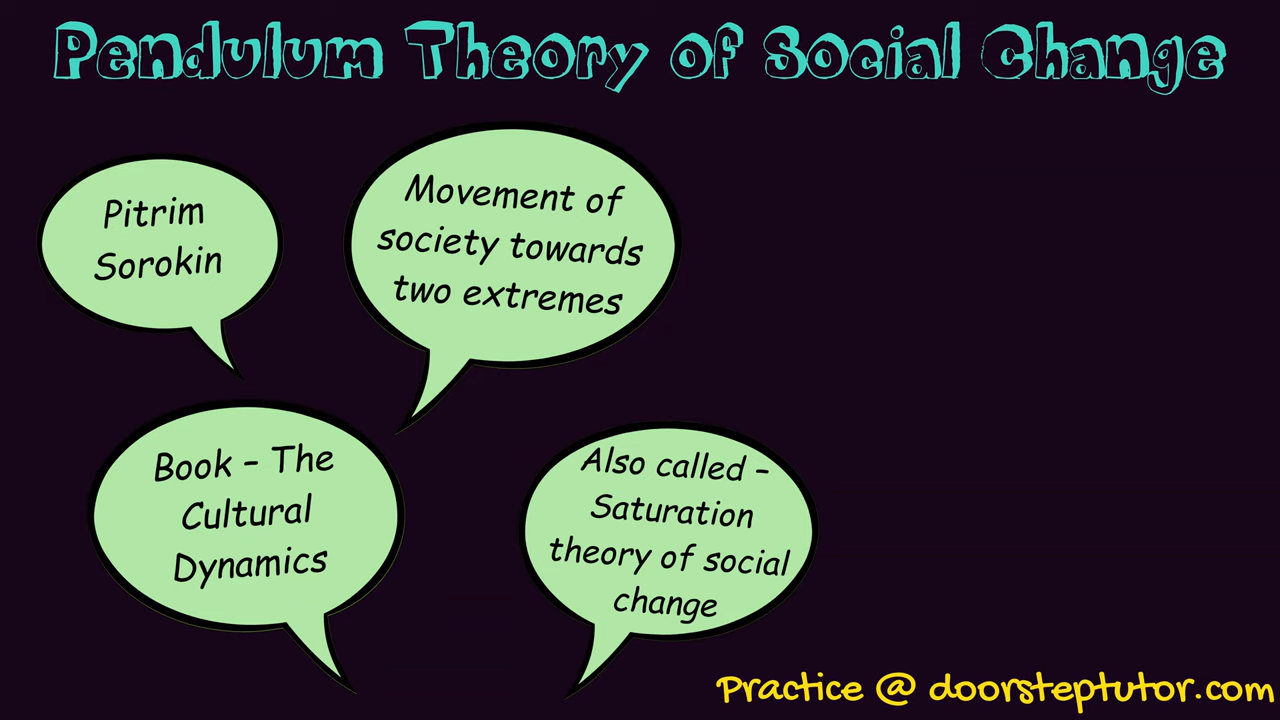 Pendulum Theory of Social Change
Pitrim
Sorokin
Movement of
society towards
two extremes
Book – The
Cultural
Dynamics
Also called –
Saturation
theory of social
change
Practice @ doorsteptutor.com